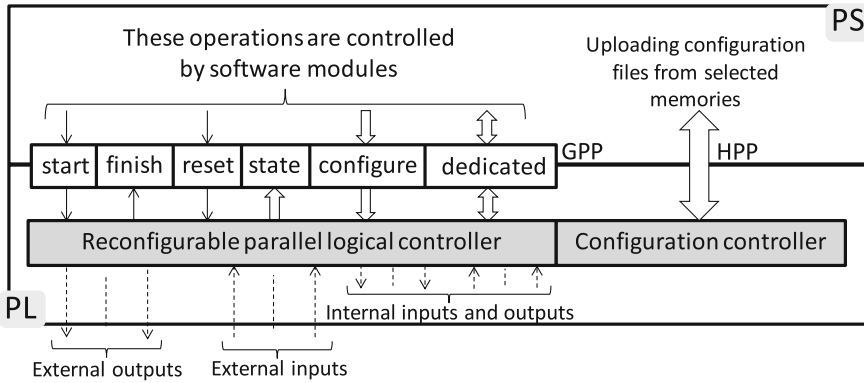 PS
These operations are controlled
by software modules
Uploading configuration
files from selected
memories
GPP
HPP
start finish reset state configure dedicated
Reconfigurable parallel logical controller
Configuration controller
PL
Internal inputs and outputs
External outputs
External inputs